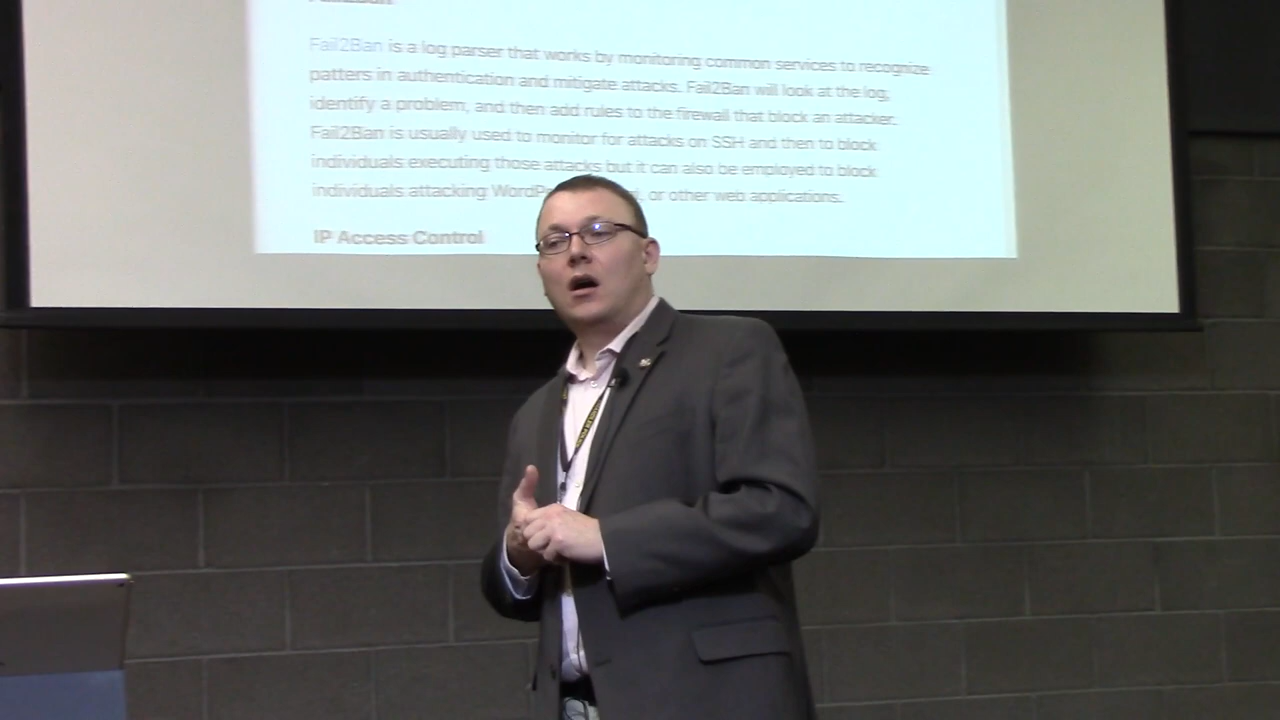 Fail2Ban
Fail2Ban is a log parser that works by monitoring common services to recognize
patters in authentication and mitigate attacks. Fail2Ban will look at the log,
identify a problem, and then add rules to the firewall that block an attacker.
Fail2Ban is usually used to monitor for attacks on SSH and then to block
individuals executing those attacks but it can also be employed to block
individuals attacking WordP or other web applications.
IP Access Control